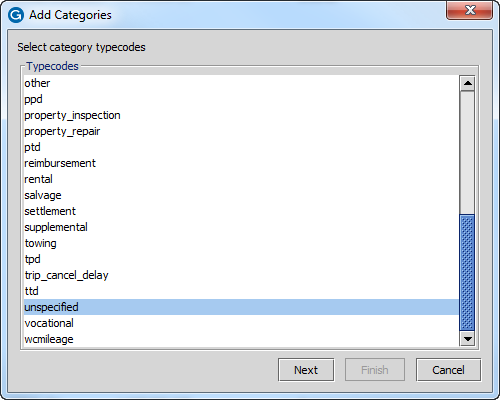 Add Categories
Select category typecodes
Typecodes
other
ppd
property_inspection
property_repair
ptd
reimbursement
rental
salvage
settlement
supplemental
towing
tpd
trip_cancel_delay
ttd
unspecified
vocational
wcmileage
Next Finish Cancel